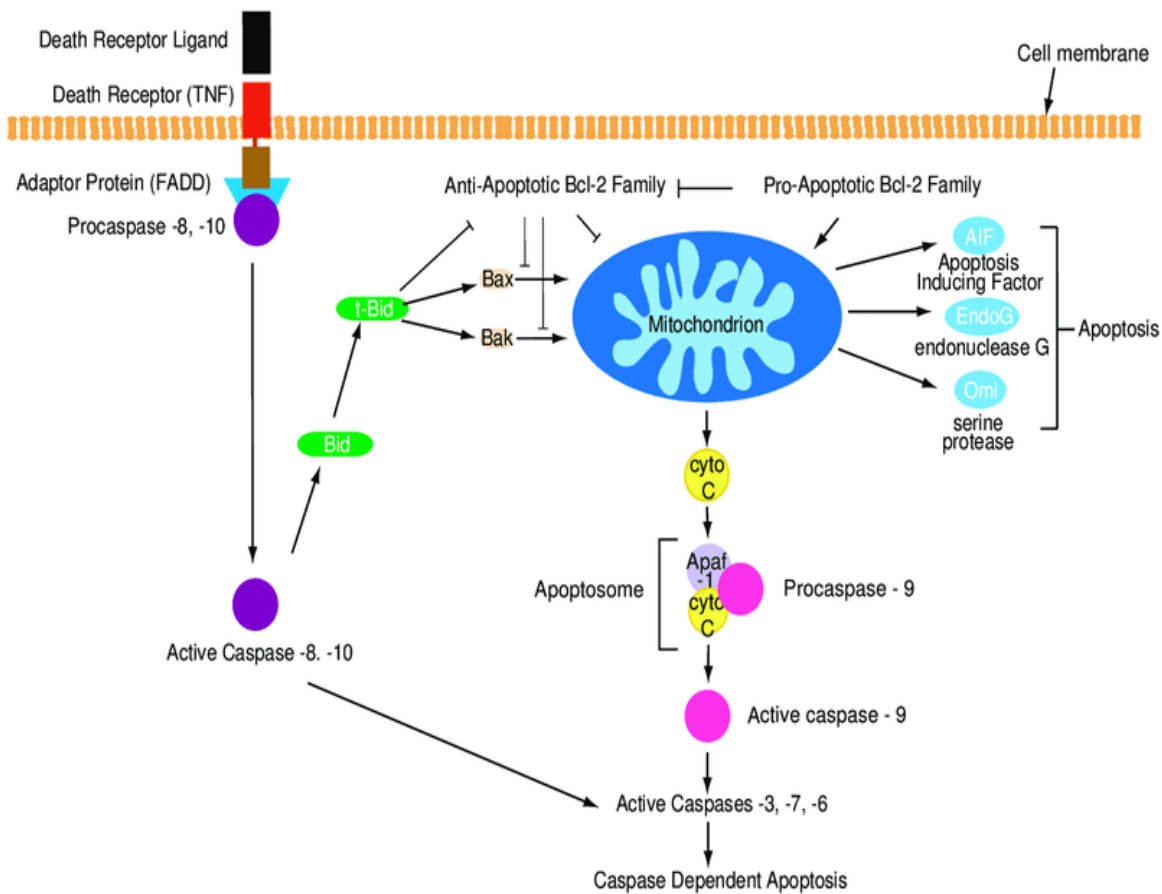 Death Receptor Ligand
Cell membrane
Death Receptor (TNF)
Adaptor Protein (FADD)
Anti-Apoptotic Bcl-2 Family
Pro-Apoptotic Bcl-2 Family
Procaspase -8, -10
AIF
Apoptosis
Inducing Factor
t-Bid
Bax
Bak
Mitochondrion
EndoG
endonuclease G
Apoptosis
Omi
serine
protease
Bid
cyto
C
Apaf
-1
cyto
C
Apoptosome
Procaspase - 9
Active Caspase -8. -10
Active caspase - 9
Active Caspases -3, -7, -6
Caspase Dependent Apoptosis